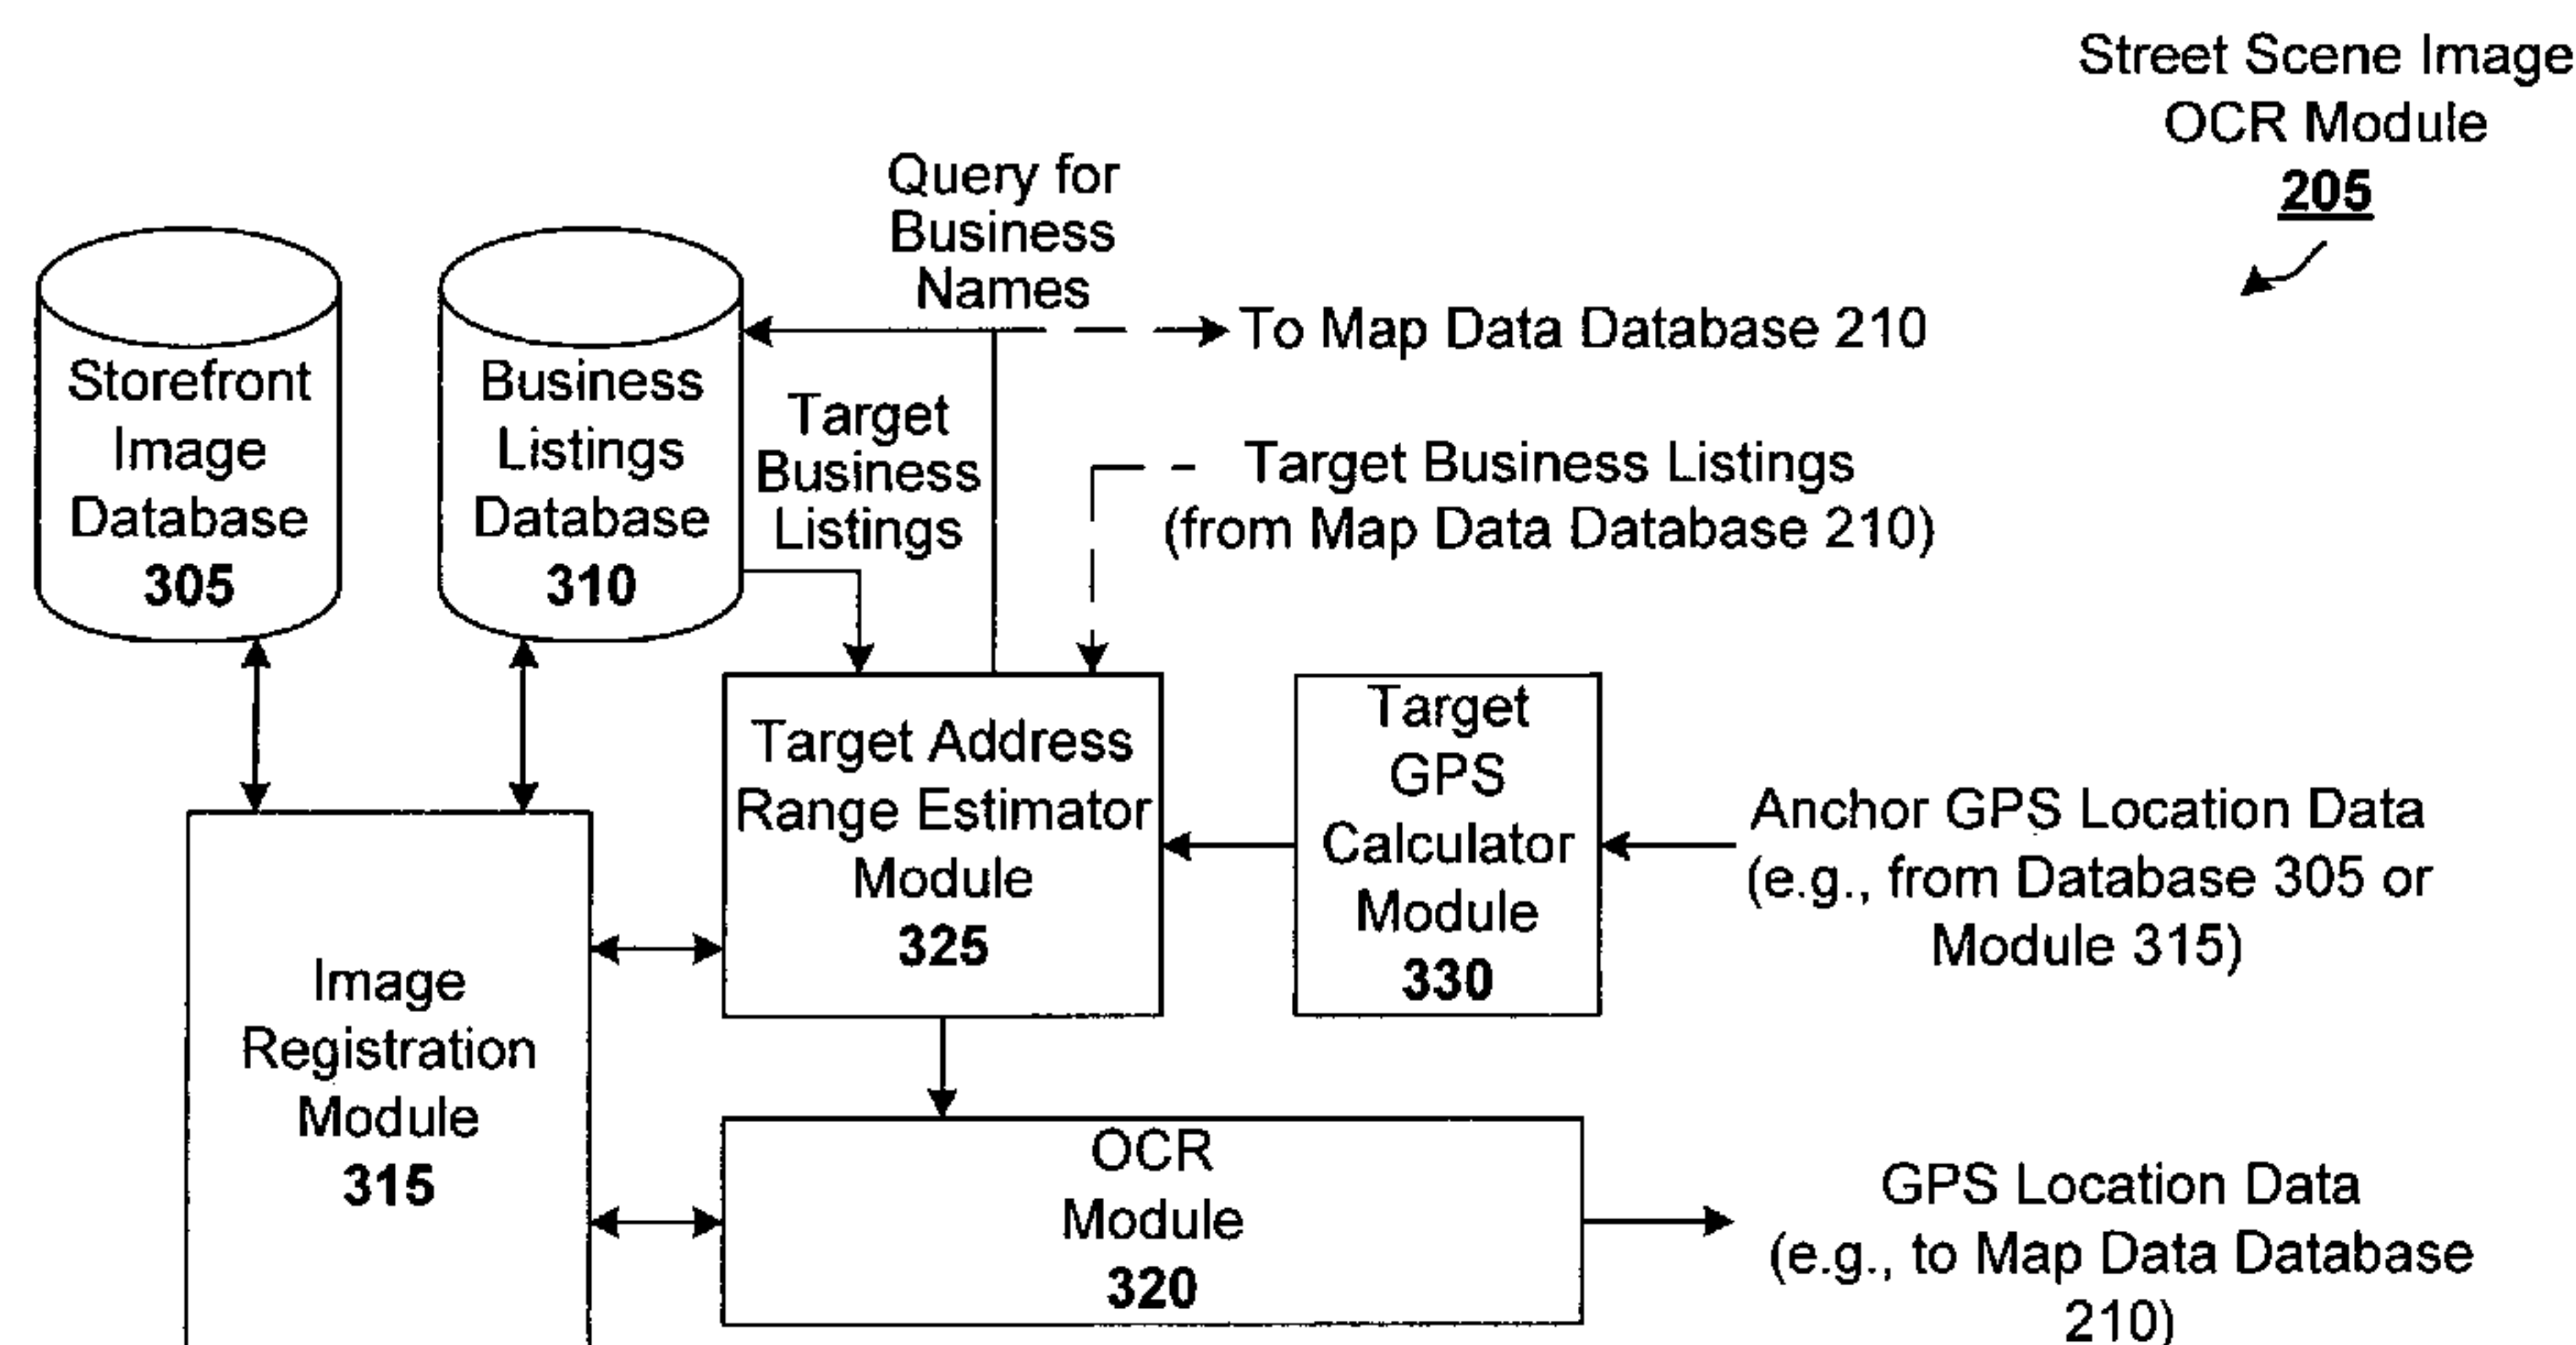 Street Scene Image
OCR Module
205
Query for
Business
Names
To Map Data Database 210
Storefront
Image
Database
305
Business
Listings
Database
310
Target
Business
Listings
Target Business Listings
(from Map Data Database 210)
Target Address
Range Estimator
Module
325
Target
GPS
Calculator
Module
330
Anchor GPS Location Data
(e.g., from Database 305 or
Module 315)
Image
Registration
Module
315
OCR
Module
320
GPS Location Data
(e.g., to Map Data Database
210)